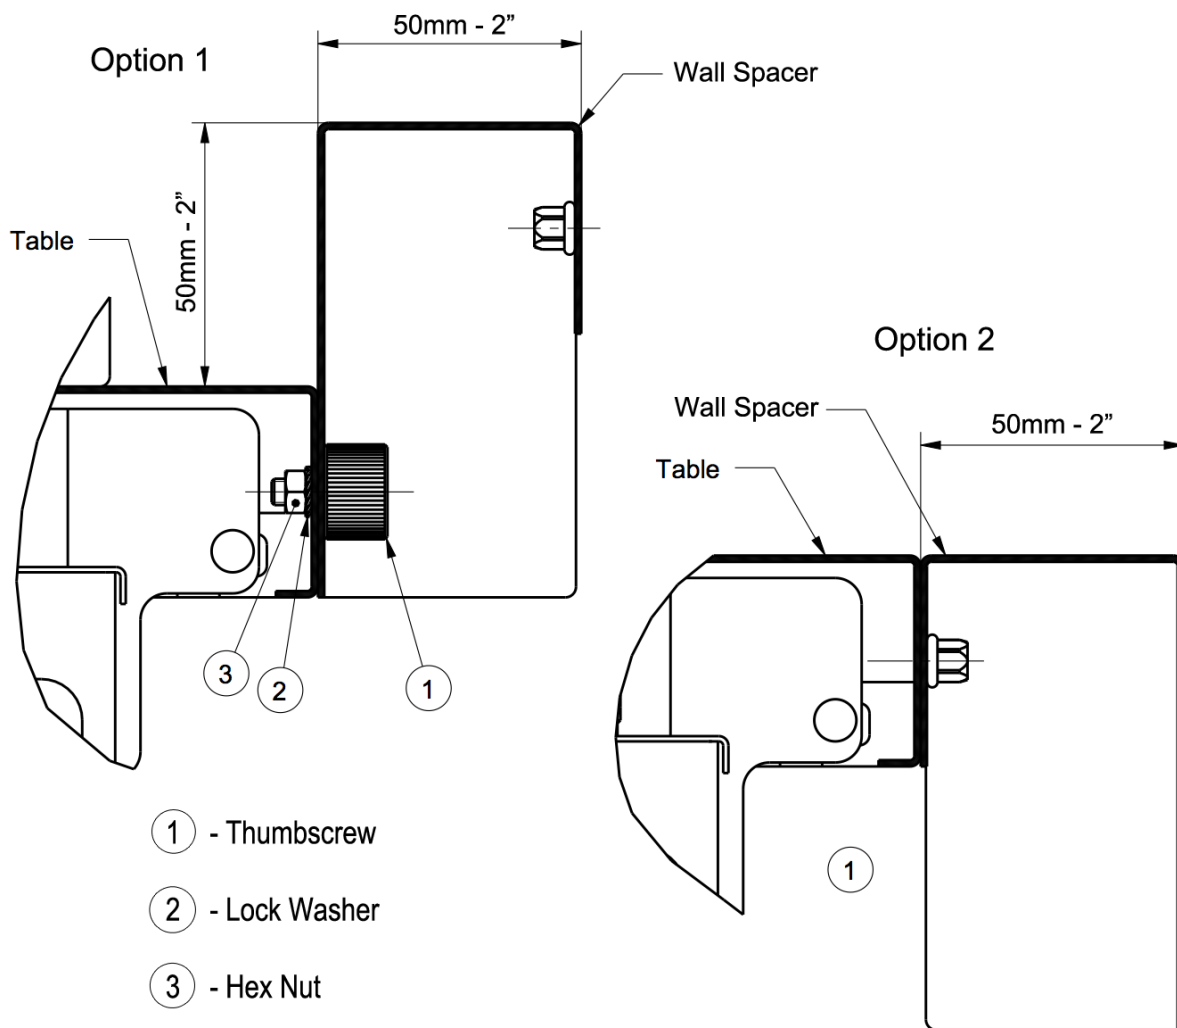 Option 1
50mm - 2”
Wall Spacer
Table
50mm - 2”
3
2
1
Option 2
Wall Spacer
50mm - 2”
Table
1
1 - Thumbscrew
2 - Lock Washer
3 - Hex Nut